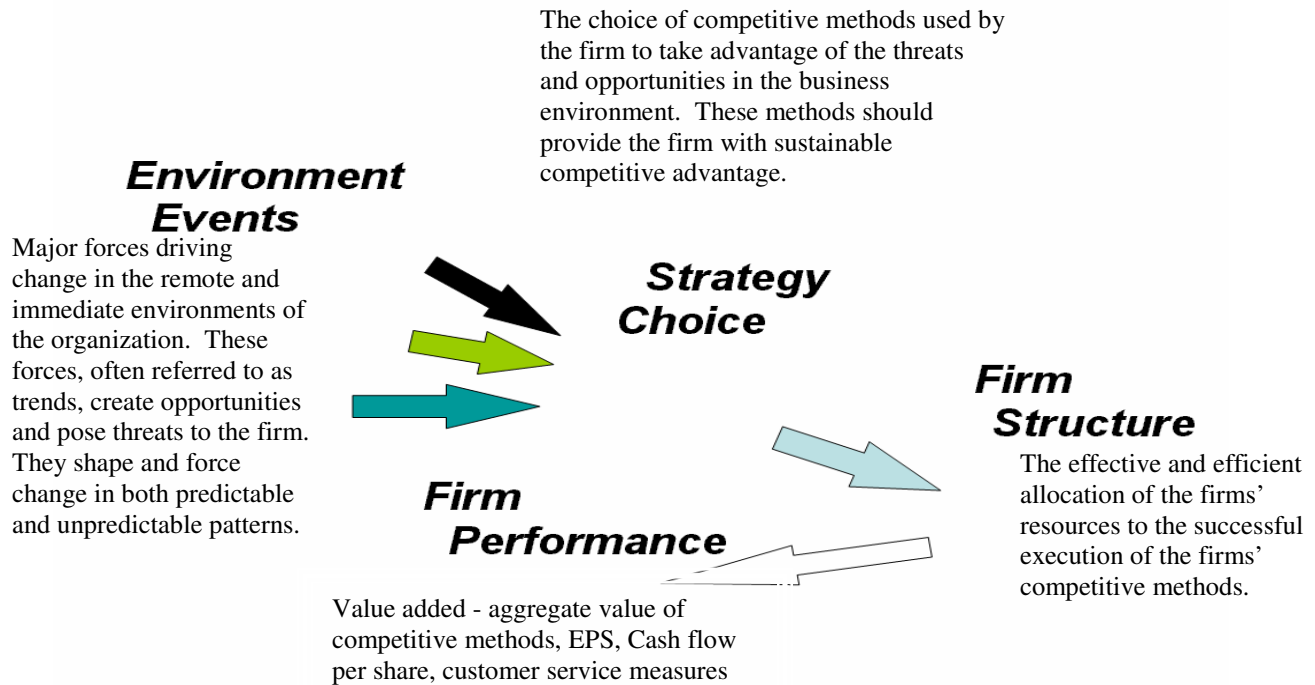 The choice of competitive methods used by
the firm to take advantage of the threats
and opportunities in the business
environment.  These methods should
provide the firm with sustainable
competitive advantage.
Environment
Events
Major forces driving
change in the remote and
immediate environments of
the organization.  These
forces, often referred to as
trends, create opportunities
and pose threats to the firm.
They shape and force
change in both predictable
and unpredictable patterns.
Strategy
Choice
Firm
Structure
The effective and efficient
allocation of the firms’
resources to the successful
execution of the firms’
competitive methods.
Firm
Performance
Value added - aggregate value of
competitive methods, EPS, Cash flow
per share, customer service measures